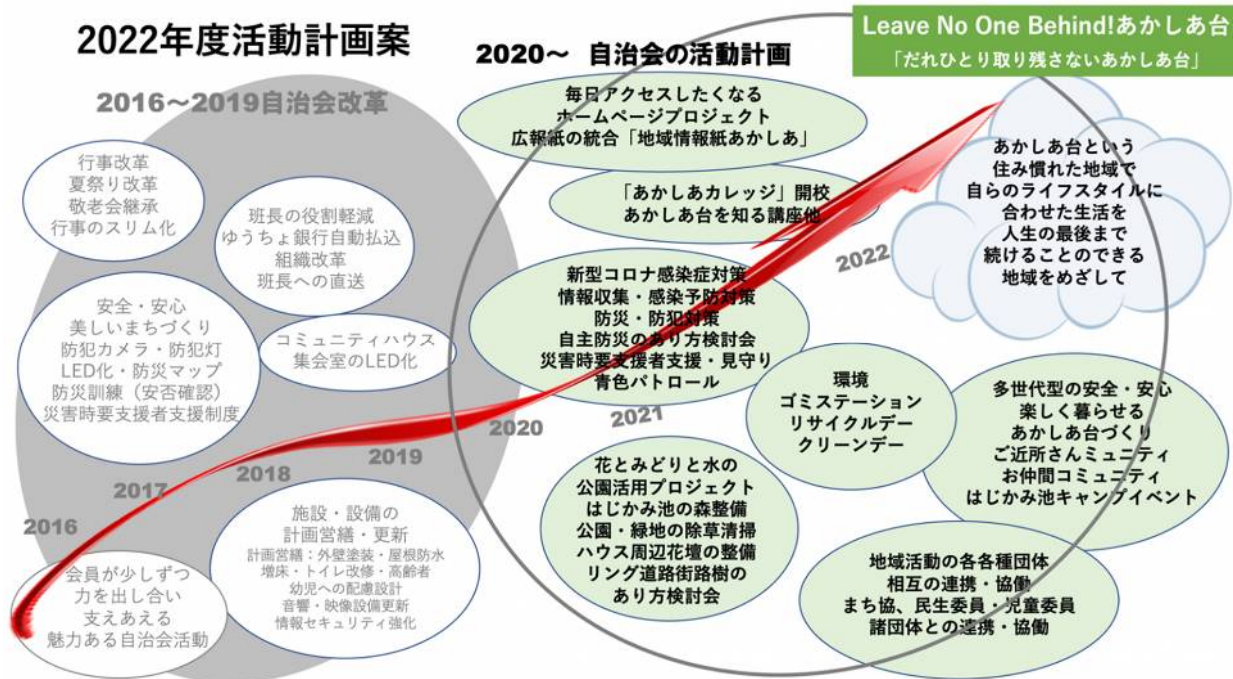 2022年度活動計画案
2016～2019自治会改革
行事改革
夏祭り改革
敬老会継承
行事のスリム化
班長の役割軽減
ゆうちょ銀行自動払込
組織改革
班長への直送
安全・安心
美しいまちづくり
防犯カメラ・防犯灯
LED化・防災マップ
防災訓練（安否確認）
災害時要支援者支援制度
コミュニティハウス
集会室のLED化
2016
2017
2018
2019
2020
2021
2022
会員が少しずつ
力を出し合い
支えあえる
魅力ある自治会活動
施設・設備の
計画営繕・更新
計画営繕：外壁塗装・屋根防水
増床・トイレ改修・高齢者
幼児への配慮設計
音響・映像設備更新
情報セキュリティ強化
2020～ 自治会の活動計画
毎日アクセスしたくなる
ホームページプロジェクト
広報紙の統合「地域情報紙あかしあ」
「あかしあカレッジ」開校
あかしあ台を知る講座他
新型コロナ感染症対策
情報収集・感染予防対策
防災・防犯対策
自主防災のあり方検討会
災害時要支援者支援・見守り
青色パトロール
環境
ゴミステーション
リサイクルデー
クリーンデー
花とみどりと水の
公園活用プロジェクト
はじかみ池の森整備
公園・緑地の除草清掃
ハウス周辺花壇の整備
リング道路街路樹の
あり方検討会
多世代型の安全・安心
楽しく暮らせる
あかしあ台づくり
ご近所さんミュニティ
お仲間コミュニティ
はじかみ池キャンプイベント
地域活動の各各種団体
相互の連携・協働
まち協、民生委員・児童委員
諸団体との連携・協働
Leave No One Behind!あかしあ台
「だれひとり取り残さないあかしあ台」
あかしあ台という
住み慣れた地域で
自らのライフスタイルに
合わせた生活を
人生の最後まで
続けることのできる
地域をめざして